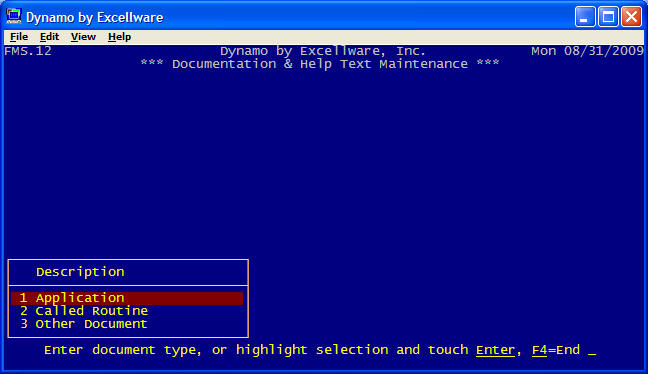 Dynamo by Excellware
File Edit View Help
FMS.12 Dynamo by Excellware, Inc. Mon 08/31/2009
*** Documentation & Help Text Maintenance ***
Description
1 Application
2 Called Routine
3 Other Document
Enter document type, or highlight selection and touch Enter, F4=End _